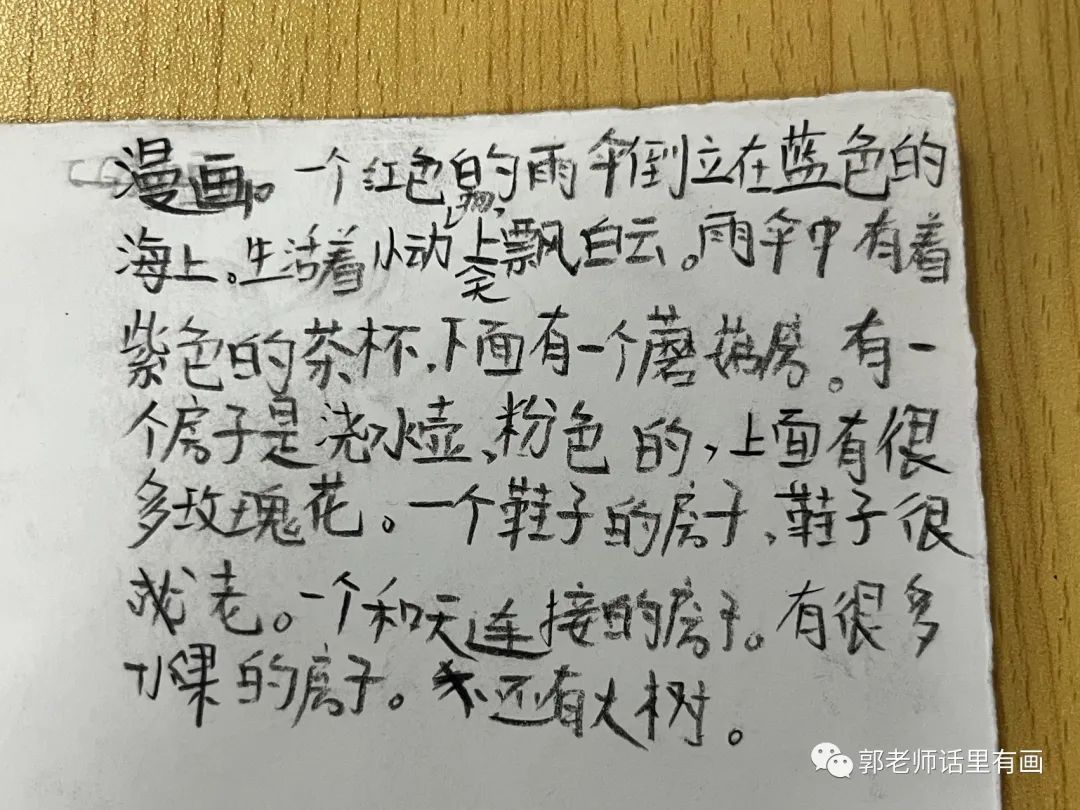 漫画。一个红色的雨伞倒立在蓝色的
海上。生活着小动物,天上飘白云。雨伞中有着
紫色的茶杯,下面有一个蘑菇房。有一
个房子是浇水壶、粉色的,上面有很
多玫瑰花。一个鞋子的房子、鞋子很
老。一个和天连接的房子。有很多
的房子。还有大树。
郭老师话里有画